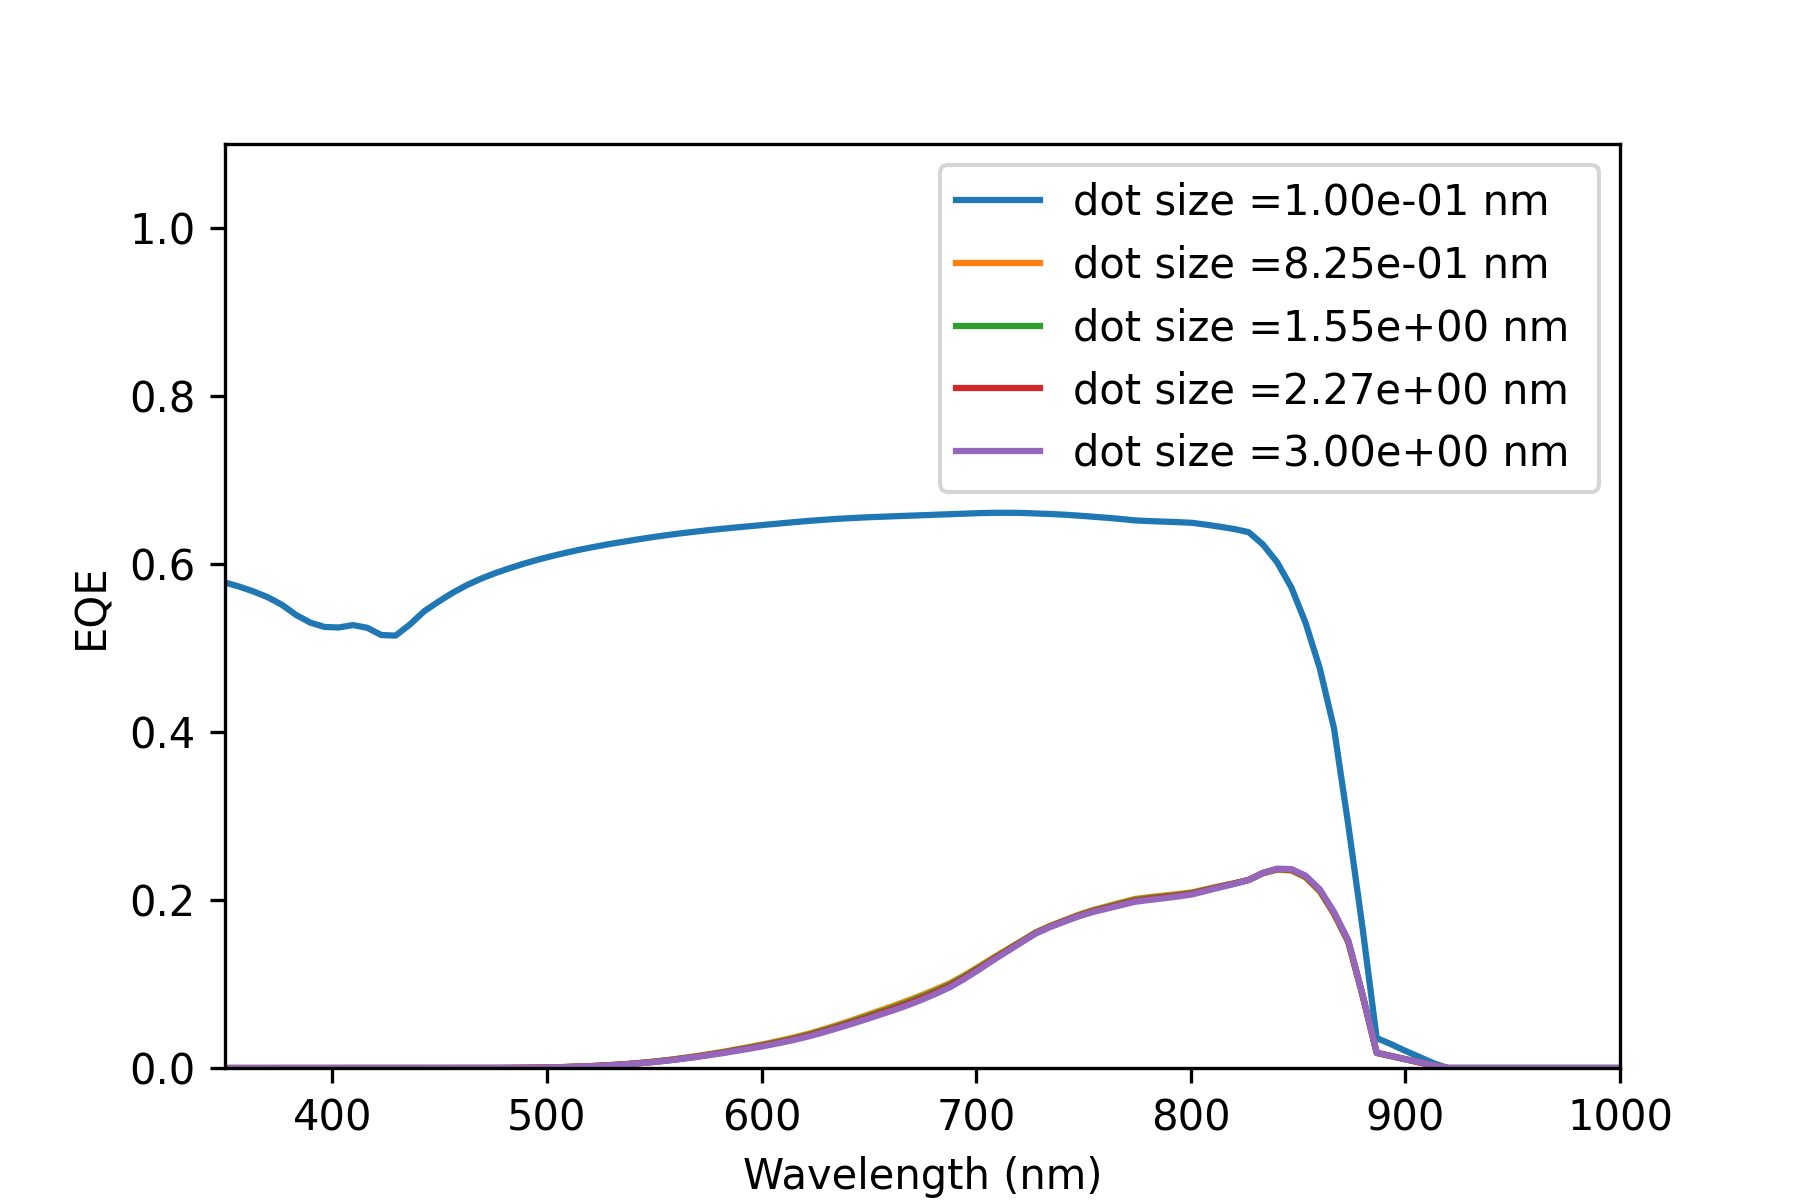 dot size =1.00e-01 nm
dot size =8.25e-01 nm
dot size =1.55e+00 nm
dot size =2.27e+00 nm
dot size =3.00e+00 nm
1.0
0.8
0.6
0.4
0.2
0.0
EQE
400 500 600 700 800 900 1000
Wavelength (nm)